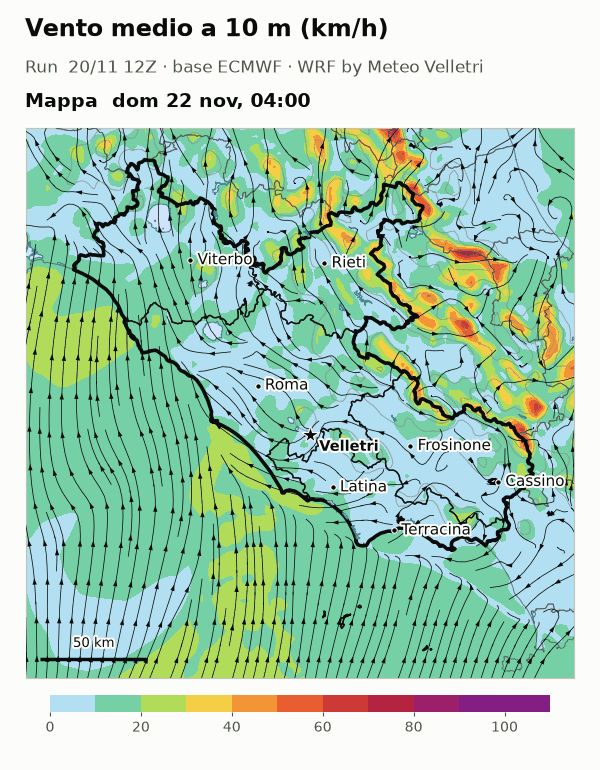 Vento medio a 10 m (km/h)
Run  20/11 12Z · base ECMWF · WRF by Meteo Velletri
Mappa  dom 22 nov, 04:00
Viterbo
Rieti
Roma
Velletri
Frosinone
Latina
Cassino
Terracina
50 km
0 20 40 60 80 100